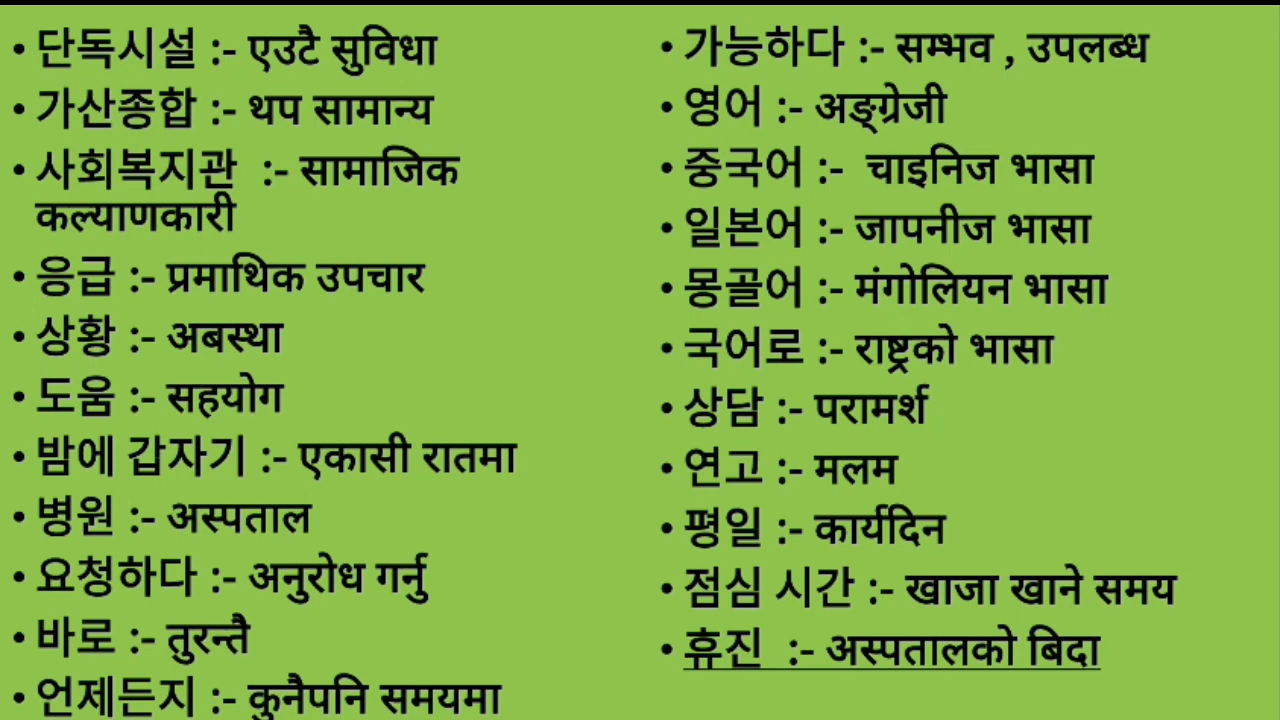 • 단독시설 :- एउटै सुविधा
• 가산종합 :- थप सामान्य
• 사회복지관 :- सामाजिक
कल्याणकारी
• 응급 :- प्रमाथिक उपचार
• 상황 :- अबस्था
• 도움 :- सहयोग
• 밤에 갑자기 :- एकासी रातमा
• 병원 :- अस्पताल
• 요청하다 :- अनुरोध गर्नु
• 바로 :- तुरन्तै
• 언제든지 :- कुनैपनि समयमा
• 가능하다 :- सम्भव , उपलब्ध
• 영어 :- अङ्ग्रेजी
• 중국어 :- चाइनिज भासा
• 일본어 :- जापनीज भासा
• 몽골어 :- मंगोलियन भासा
• 국어로 :- राष्ट्रको भासा
• 상담 :- परामर्श
• 연고 :- मलम
• 평일 :- कार्यदिन
• 점심 시간 :- खाजा खाने समय
• 휴진 :- अस्पतालको बिदा